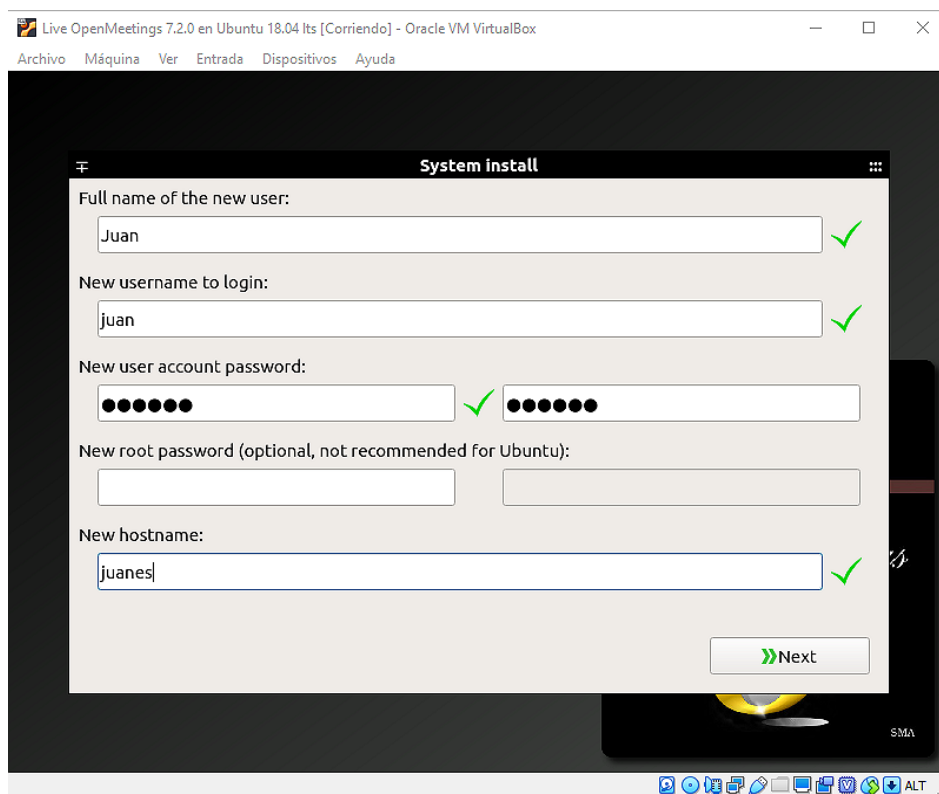 Live OpenMeetings 7.2.0 en Ubuntu 18.04 lts [Corriendo] - Oracle VM VirtualBox
Archivo Máquina Ver Entrada Dispositivos Ayuda
System install
Full name of the new user:
Juan
New username to login:
juan
New user account password:
●●●●●● ●●●●●●
New root password (optional, not recommended for Ubuntu):
New hostname:
juanes
Next
SMA
ALT